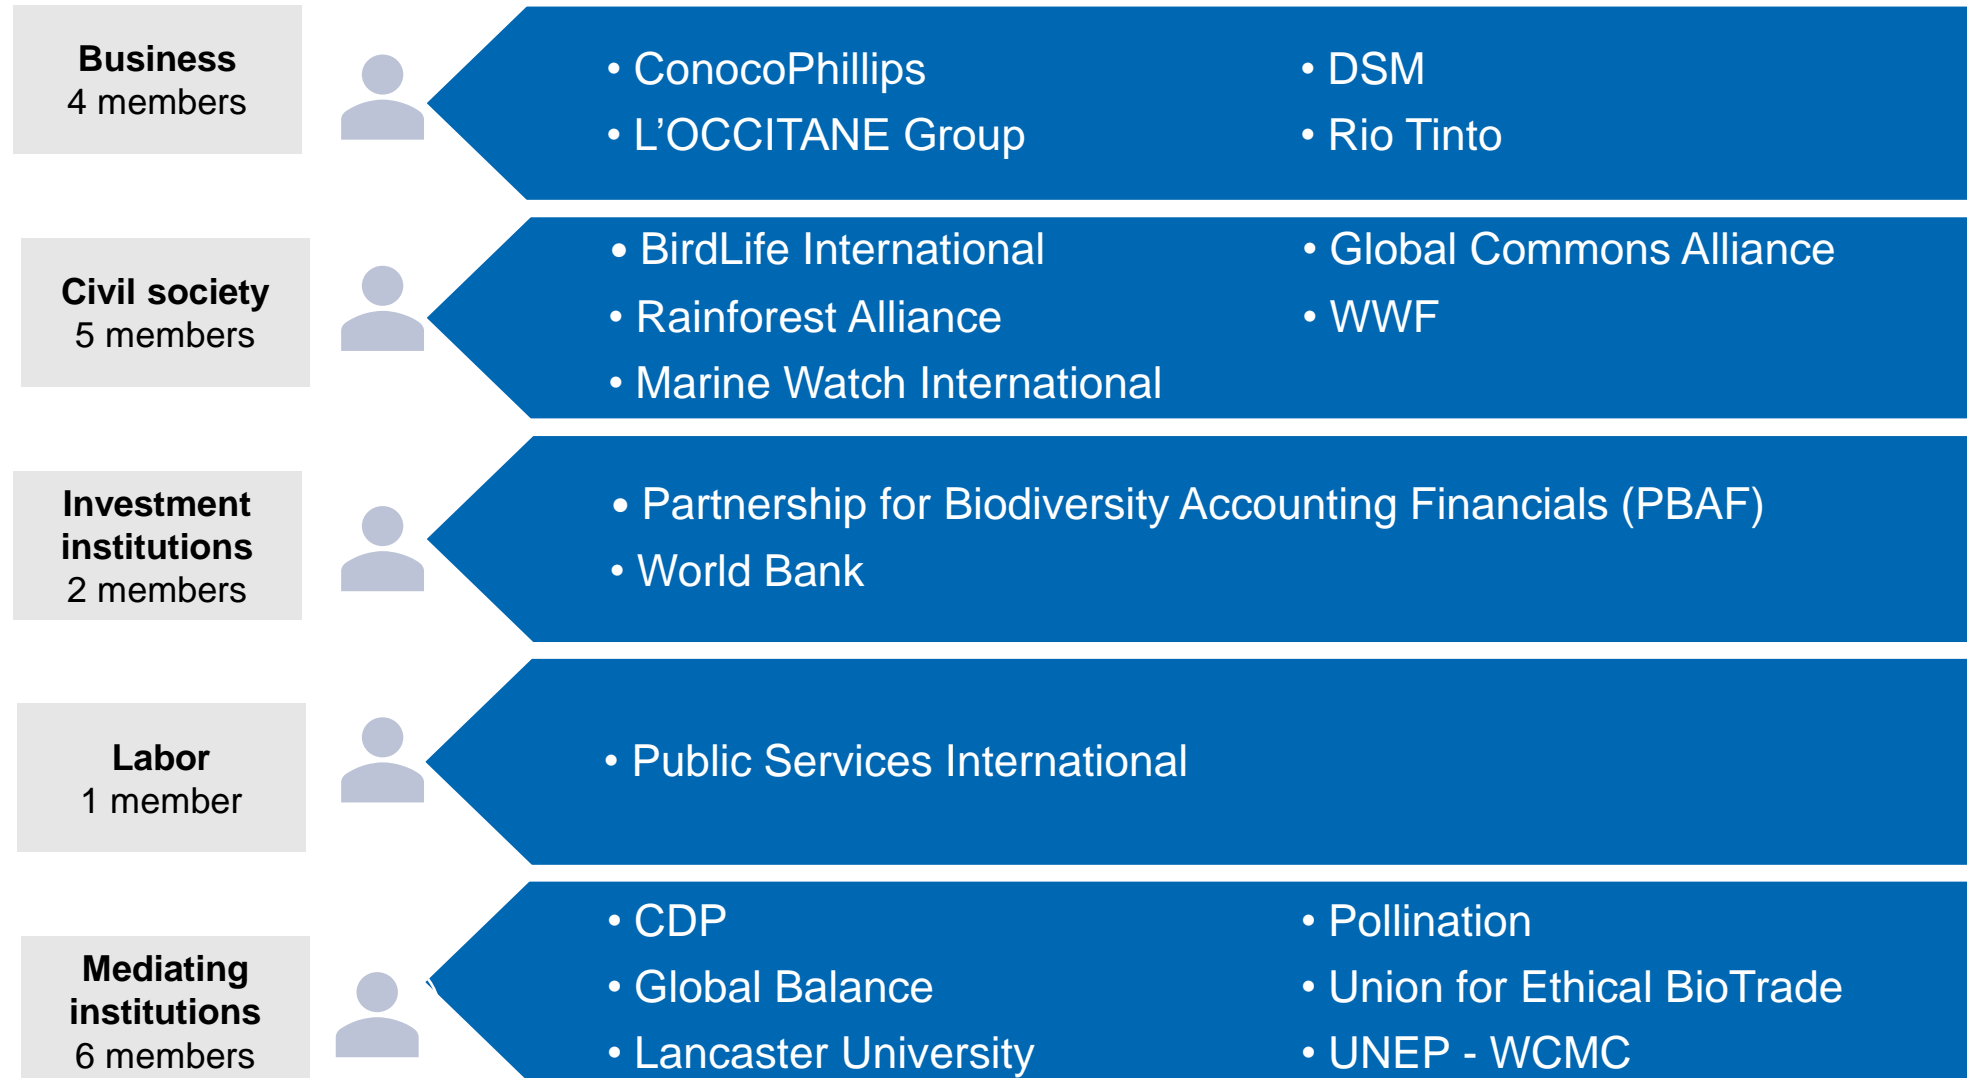 Business
4 members
• ConocoPhillips
• L’OCCITANE Group
• DSM
• Rio Tinto
Civil society
5 members
• BirdLife International
• Rainforest Alliance
• Marine Watch International
• Global Commons Alliance
• WWF
Investment
institutions
2 members
• Partnership for Biodiversity Accounting Financials (PBAF)
• World Bank
Labor
1 member
• Public Services International
Mediating
institutions
6 members
• CDP
• Global Balance
• Lancaster University
• Pollination
• Union for Ethical BioTrade
• UNEP - WCMC